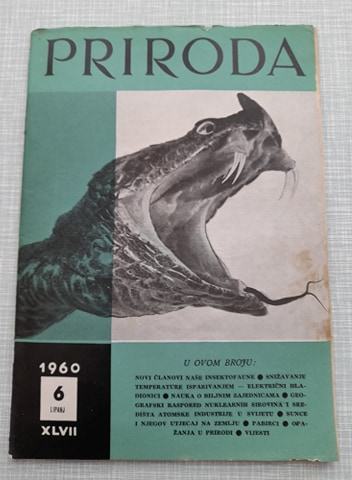 PRIRODA
1960
6
LIPANJ
XLVII
U OVOM BROJU:
NOVI ČLANOVI NAŠE INSEKTOFAUNE ● SNIŽAVANJE
TEMPERATURE ISPARIVANJEM — ELEKTRIČNI HLA-
DIONICI ● NAUKA O BILJNIM ZAJEDNICAMA ● GEO-
GRAFSKI RASPORED NUKLEARNIH SIROVINA I SRE-
DIŠTA ATOMSKE INDUSTRIJE U SVIJETU ● SUNCE
I NJEGOV UTJECAJ NA ZEMLJU ● PABIRCI ● OPA-
ŽANJA U PRIRODI ● VIJESTI